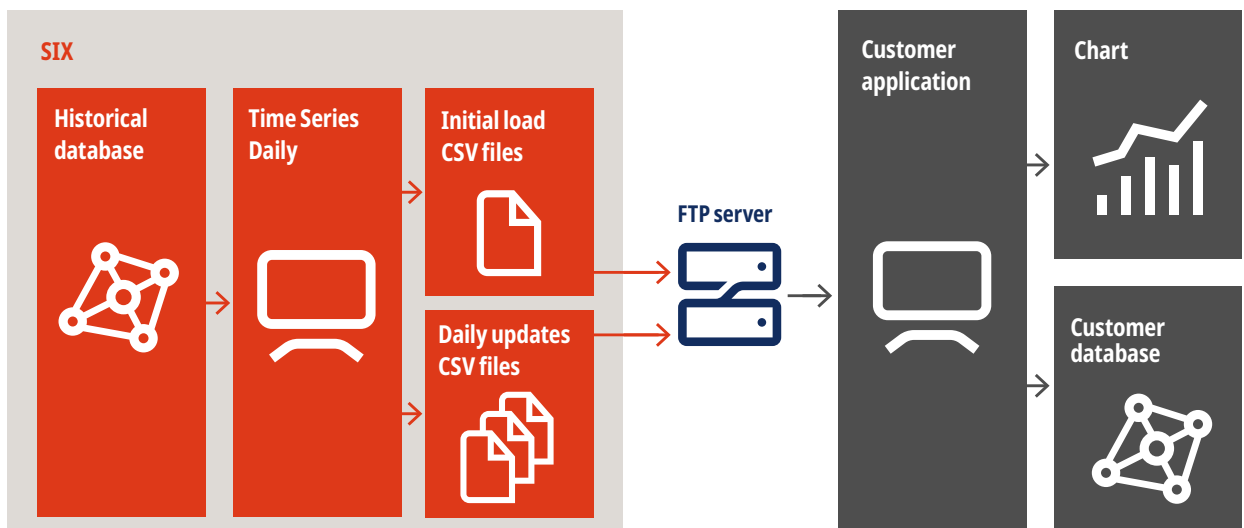 SIX
Historical
database
Time Series
Daily
Initial load
CSV files
Daily updates
CSV files
FTP server
Customer
application
Chart
Customer
database